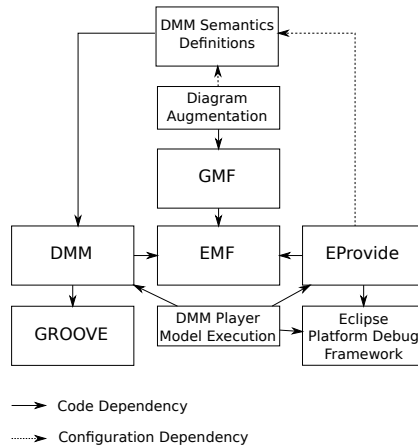 DMM Semantics
Definitions
Diagram
Augmentation
GMF
DMM
EMF
EProvide
GROOVE
DMM Player
Model Execution
Eclipse
Platform Debug
Framework
Code Dependency
Configuration Dependency